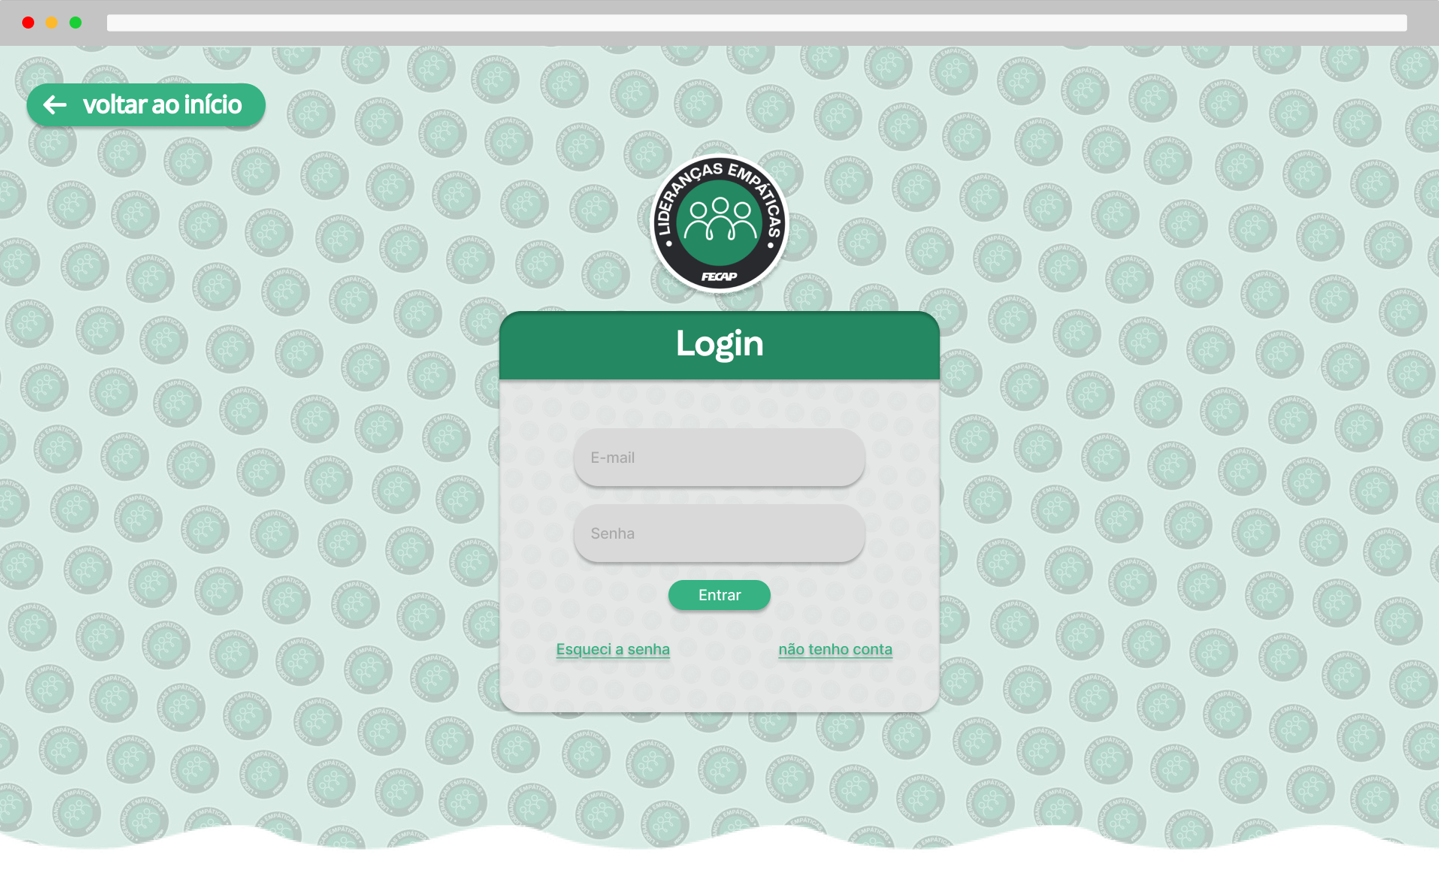 voltar ao início
• LIDERANÇAS EMPÁTICAS •
FECAP
Login
E-mail
Senha
Entrar
Esqueci a senha
não tenho conta